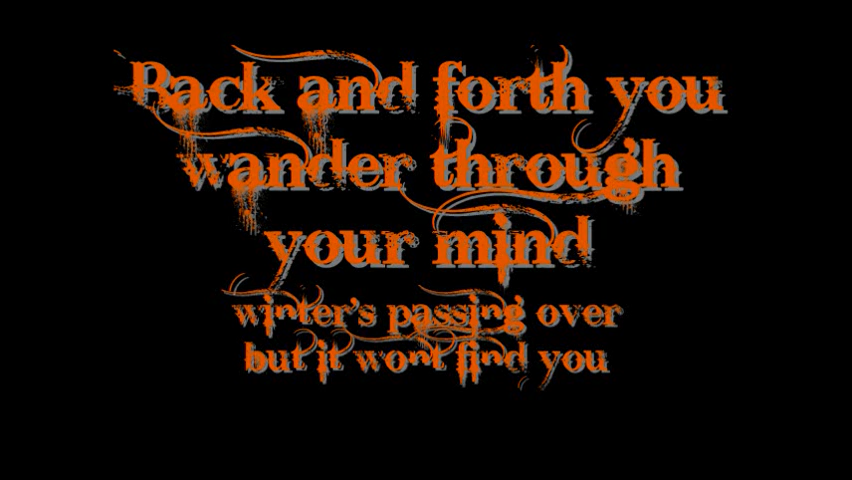 Back and forth you
wander through
your mind
winter's passing over
but it wont find you